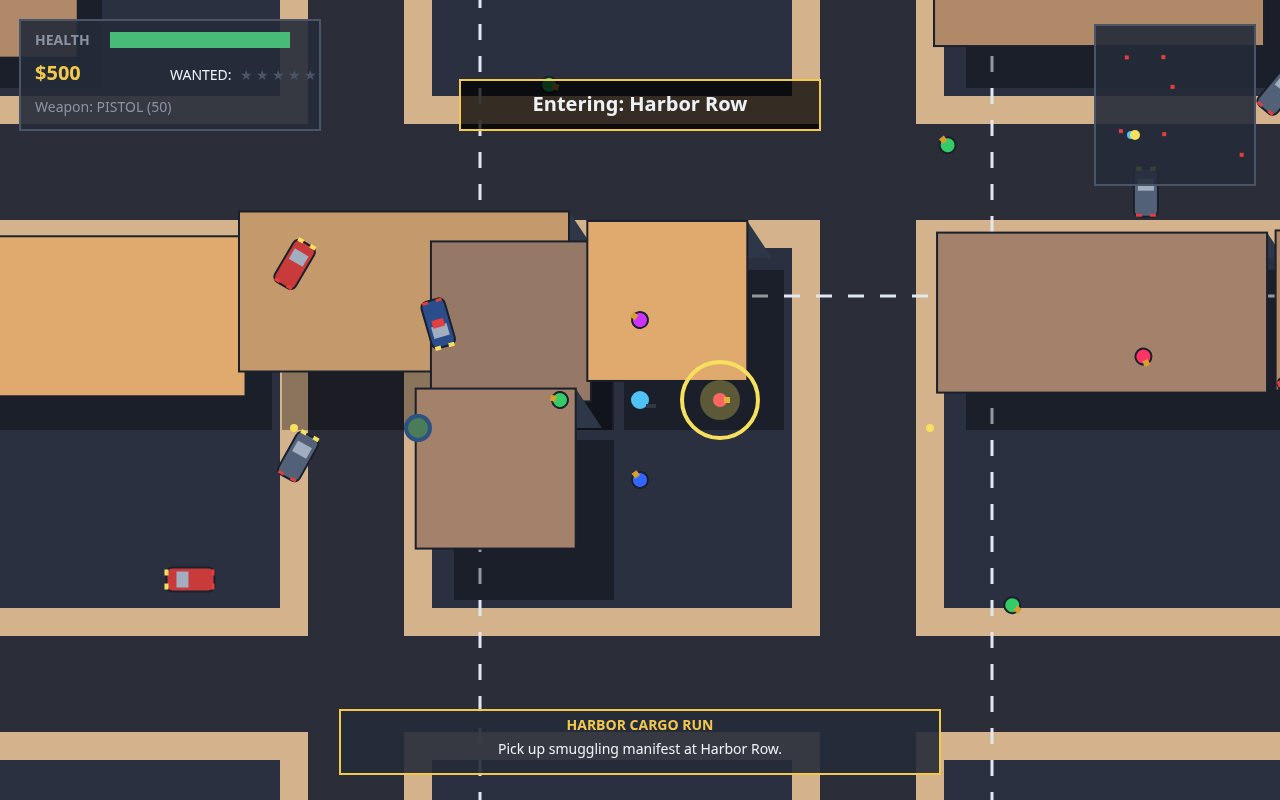 HEALTH
$500 WANTED: ★ ★ ★ ★ ★
Weapon: PISTOL (50)
Entering: Harbor Row
HARBOR CARGO RUN
Pick up smuggling manifest at Harbor Row.